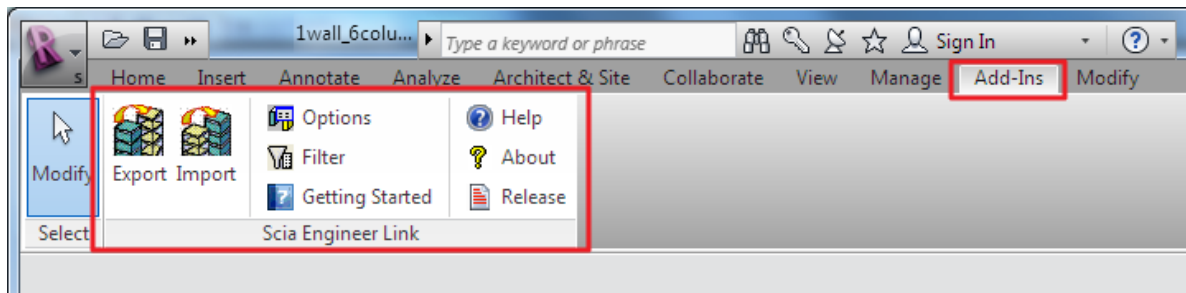 1wall_6colu... Type a keyword or phrase Sign In
S Home Insert Annotate Analyze Architect & Site Collaborate View Manage Add-Ins Modify
Modify
Export Import
Options
Filter
Getting Started
Help
About
Release
Select Scia Engineer Link